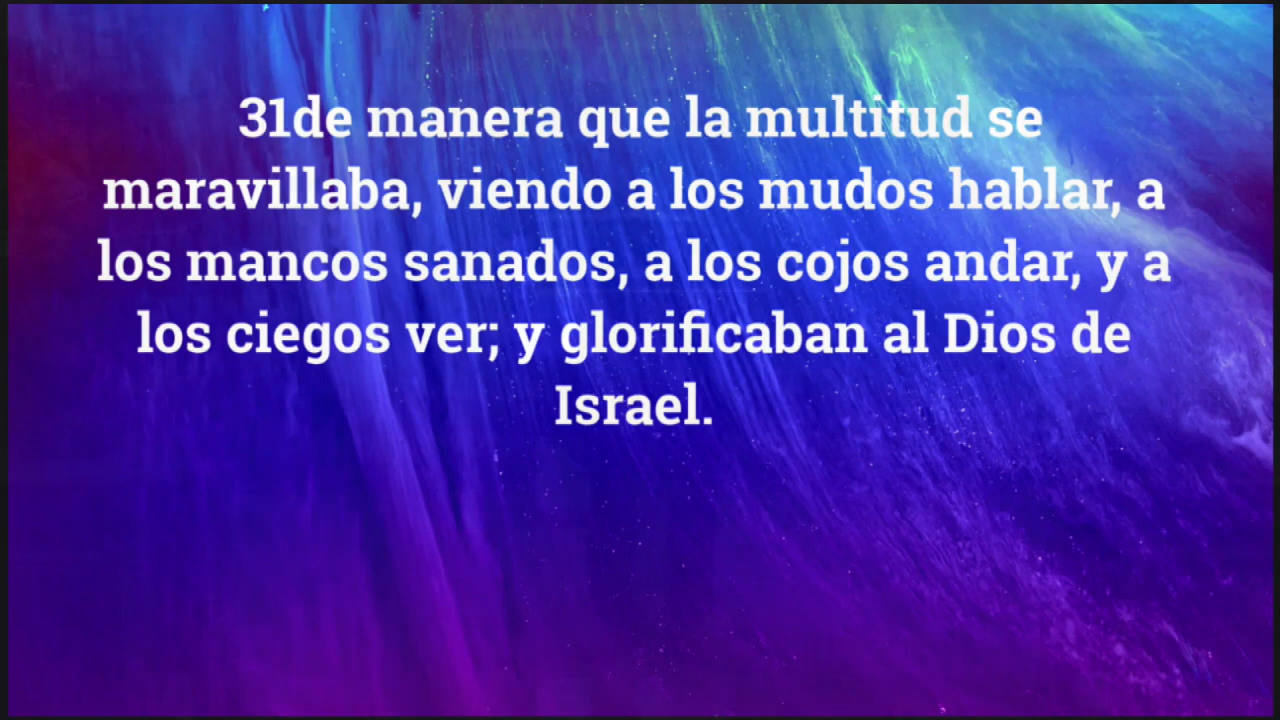 31de manera que la multitud se
maravillaba, viendo a los mudos hablar, a
los mancos sanados, a los cojos andar, y a
los ciegos ver; y glorificaban al Dios de
Israel.